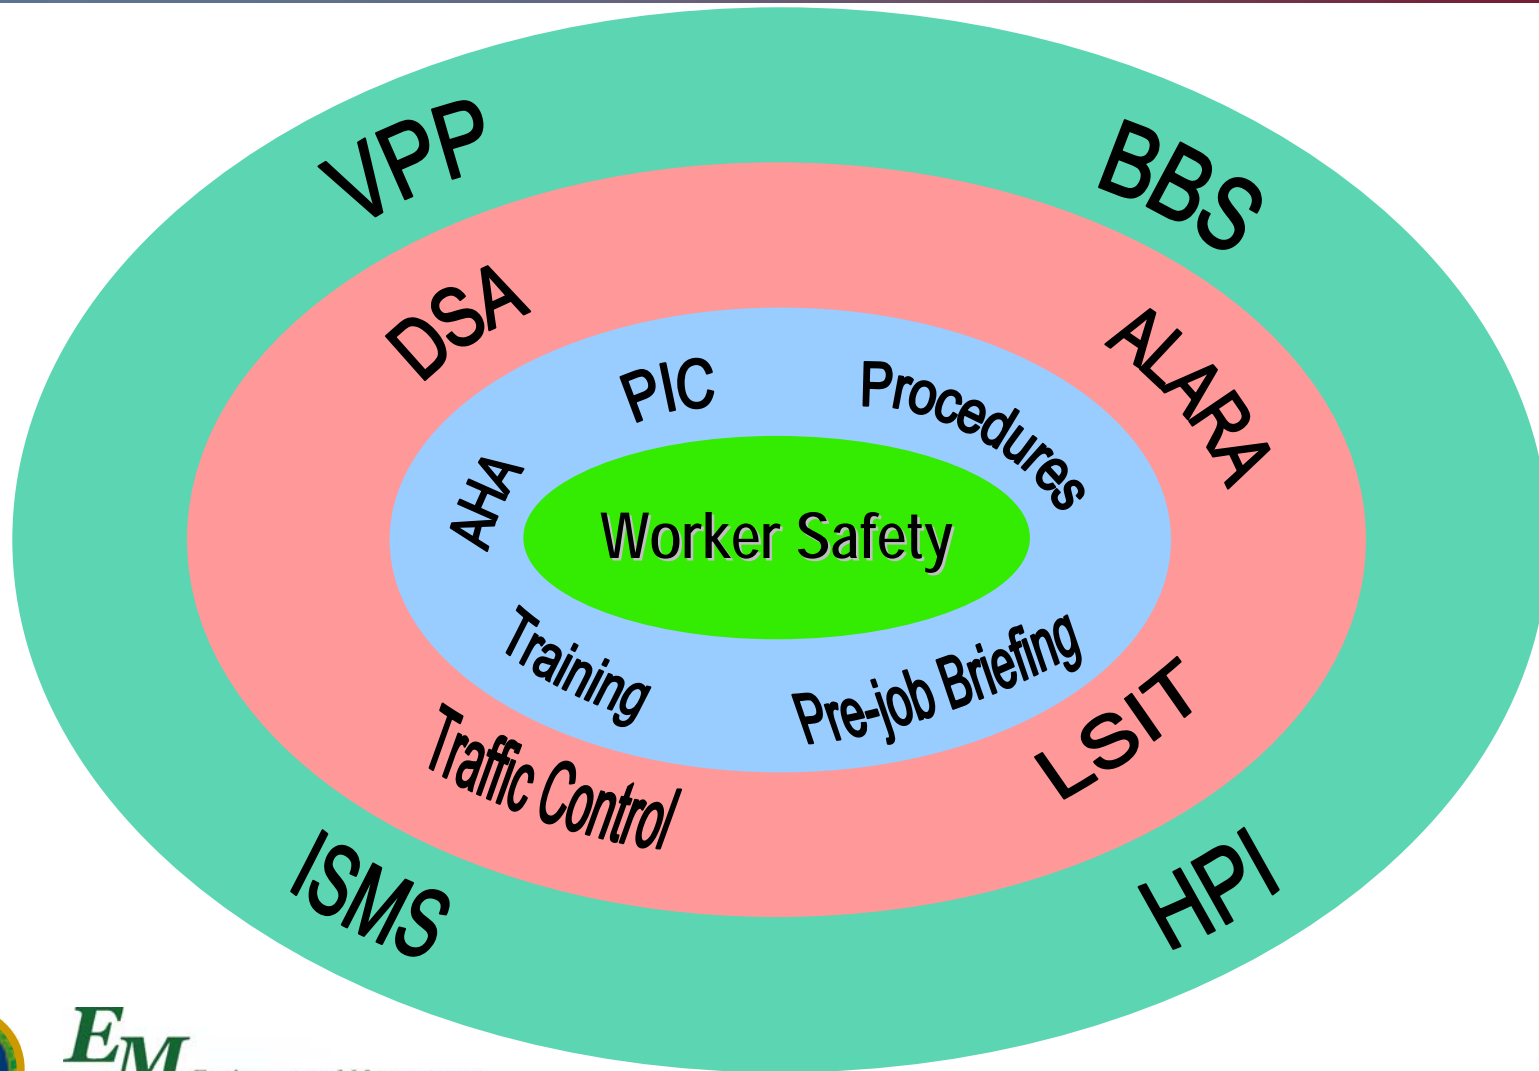 VPP
BBS
DSA
ALARA
PIC
Procedures
AHA
Worker Safety
Training
Pre-job Briefing
Traffic Control
LSIT
ISMS
HPI
EM